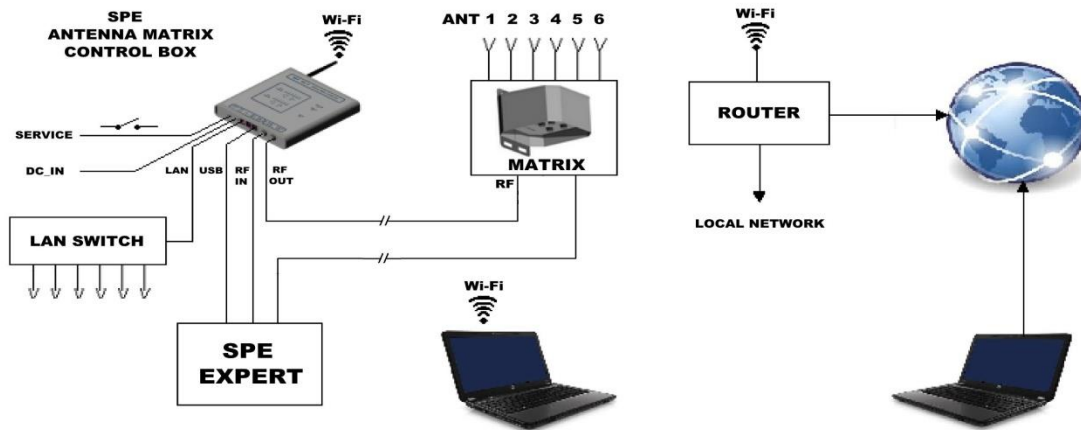 SPE
ANTENNA MATRIX
CONTROL BOX
Wi-Fi
SERVICE
DC_IN
LAN
USB
RF
IN
RF
OUT
LAN SWITCH
SPE
EXPERT
ANT 1 2 3 4 5 6
MATRIX
RF
Wi-Fi
Wi-Fi
ROUTER
LOCAL NETWORK